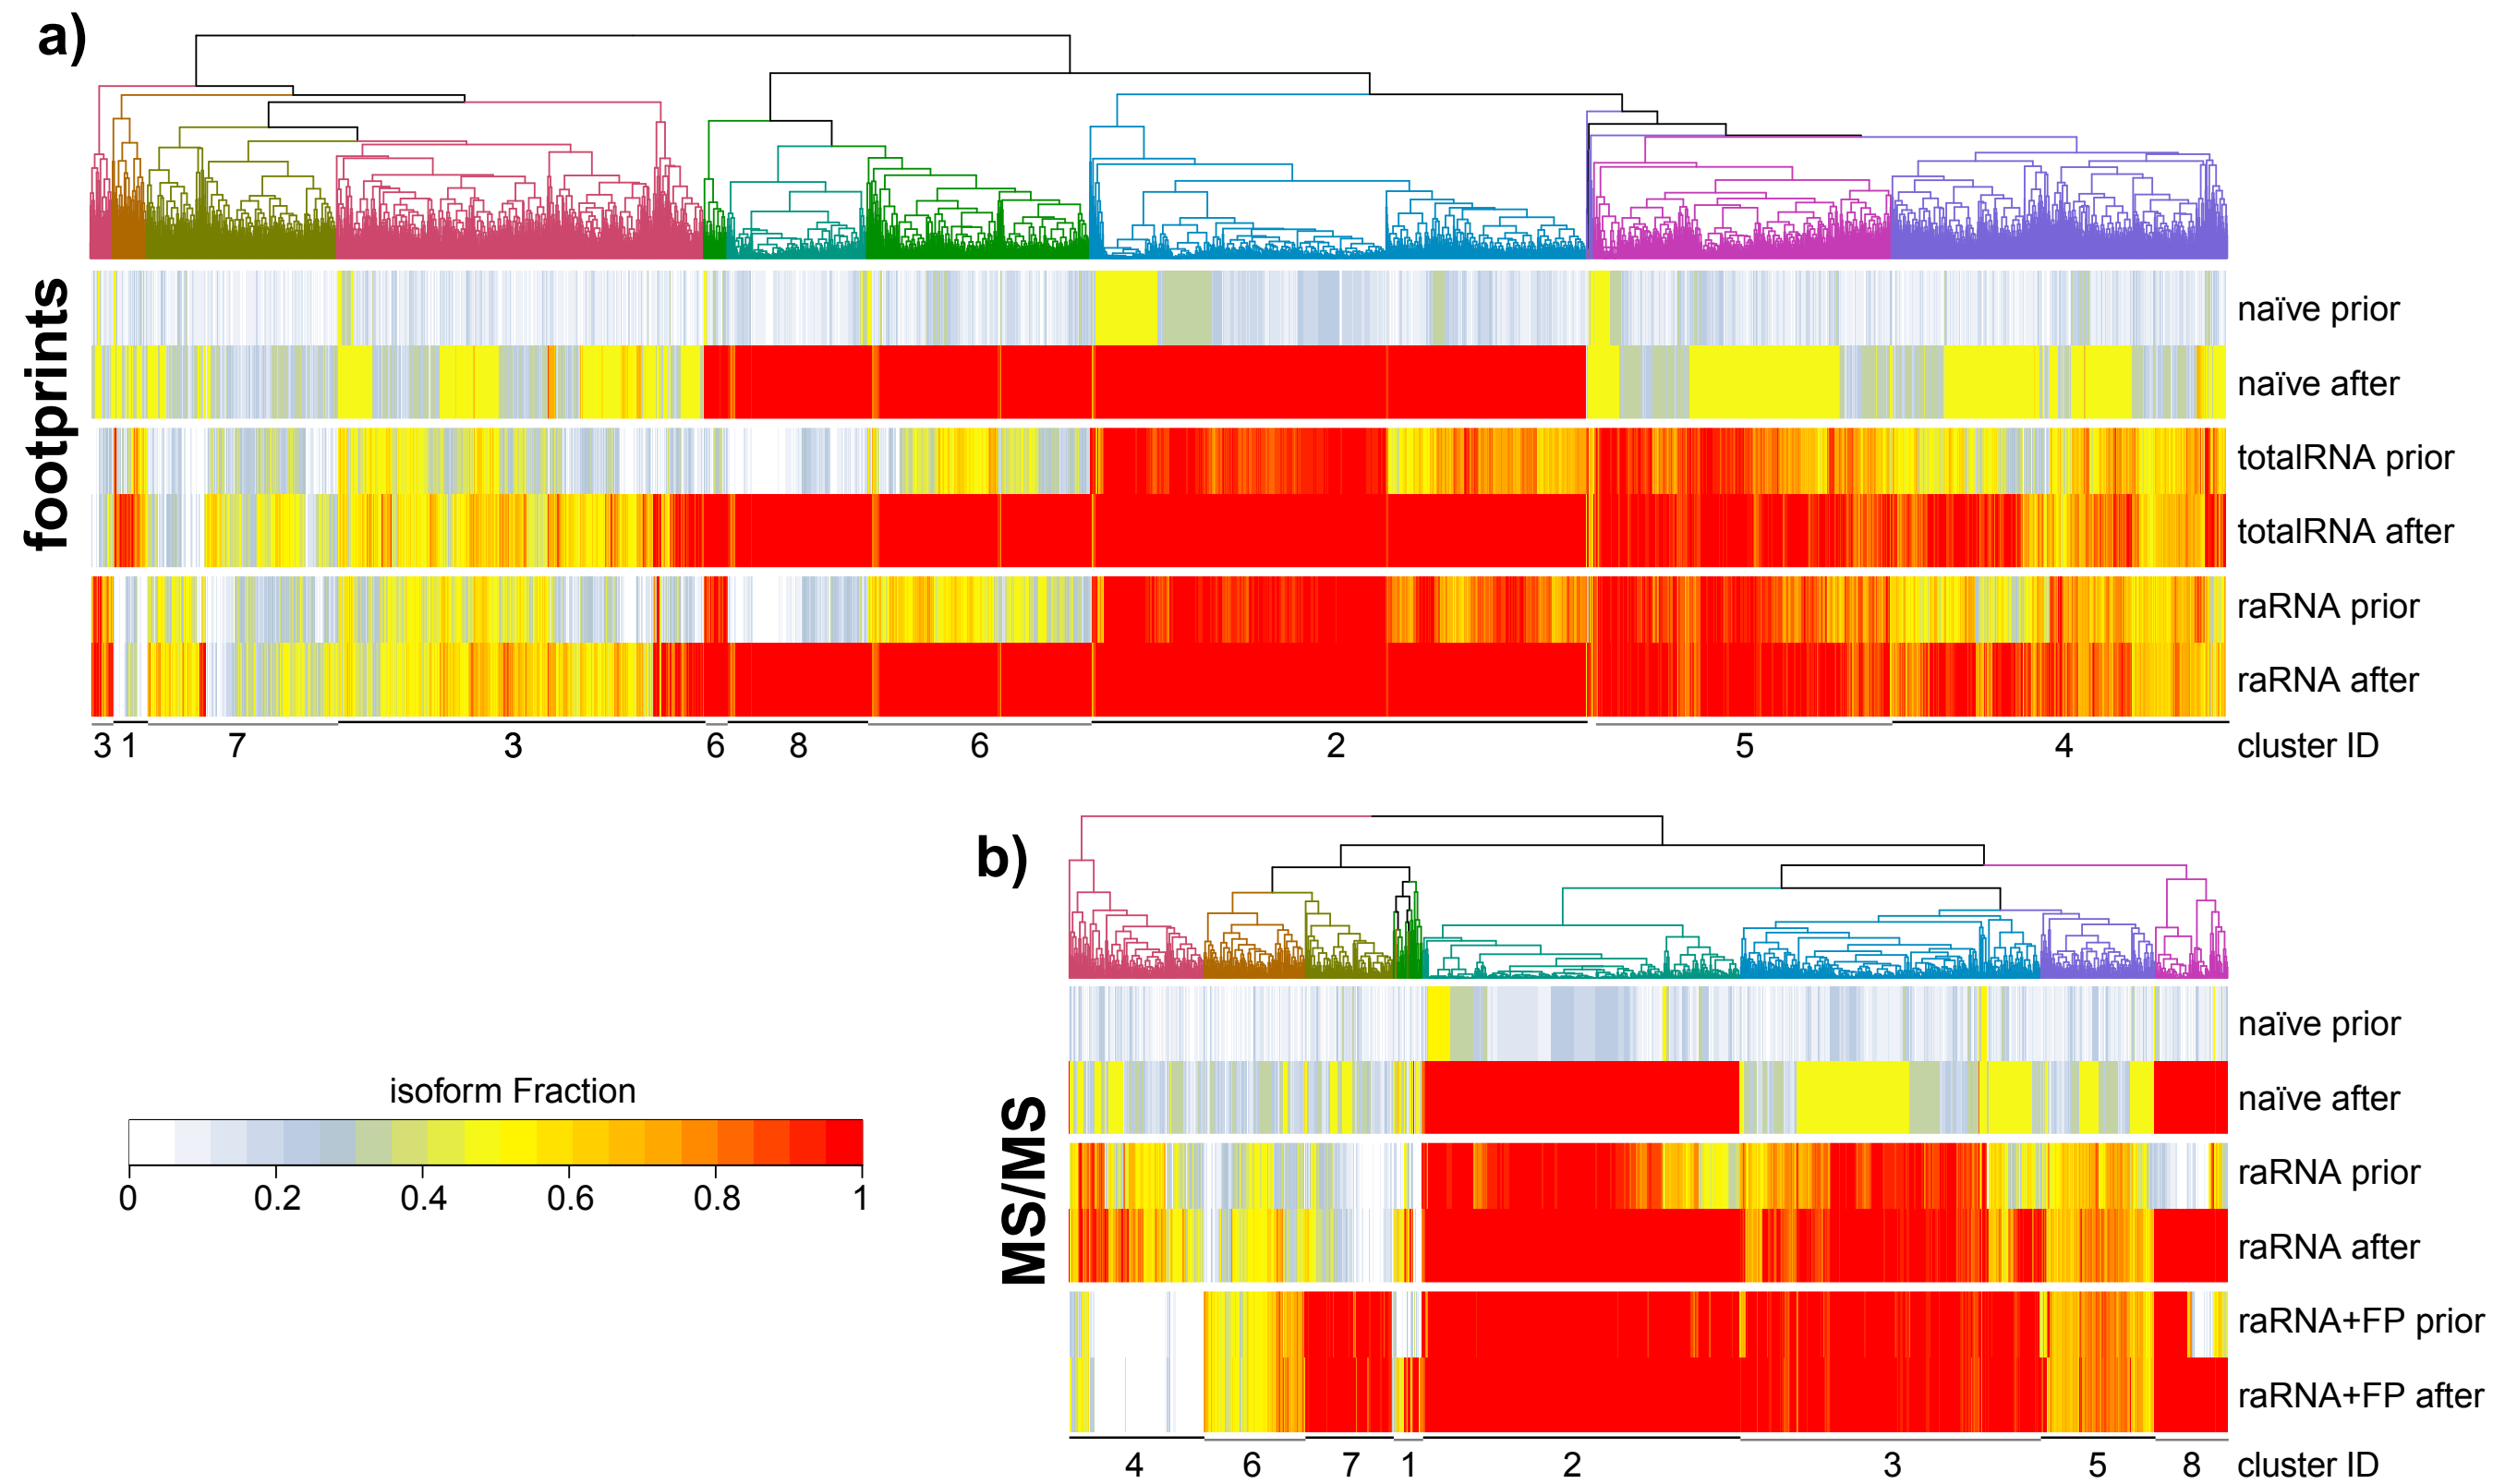 a)
footprints
naïve prior
naïve after
totalRNA prior
totalRNA after
raRNA prior
raRNA after
3 1 7 3 6 8 6 2 5 4 cluster ID
b)
MS/MS
naïve prior
naïve after
raRNA prior
raRNA after
raRNA+FP prior
raRNA+FP after
4 6 7 1 2 3 5 8 cluster ID
isoform Fraction
0 0.2 0.4 0.6 0.8 1